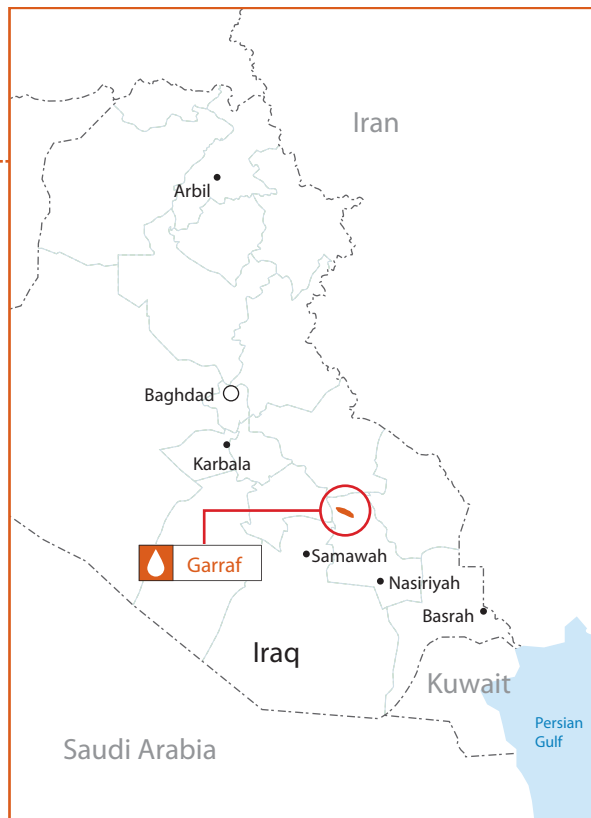 Iran
Arbil
Baghdad
Karbala
Garraf
Samawah
Nasiriyah
Basrah
Iraq
Kuwait
Persian
Gulf
Saudi Arabia